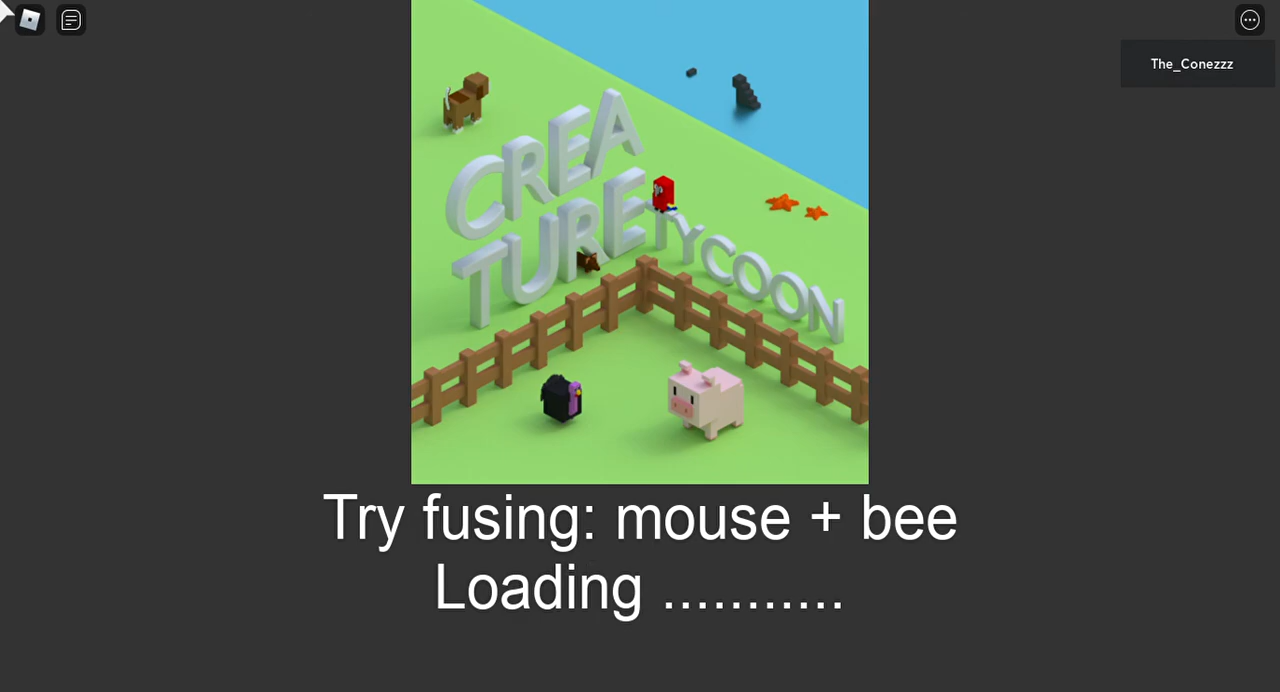 The_Conezzz
CREA
TURE TYCOON
Try fusing: mouse + bee
Loading ...........